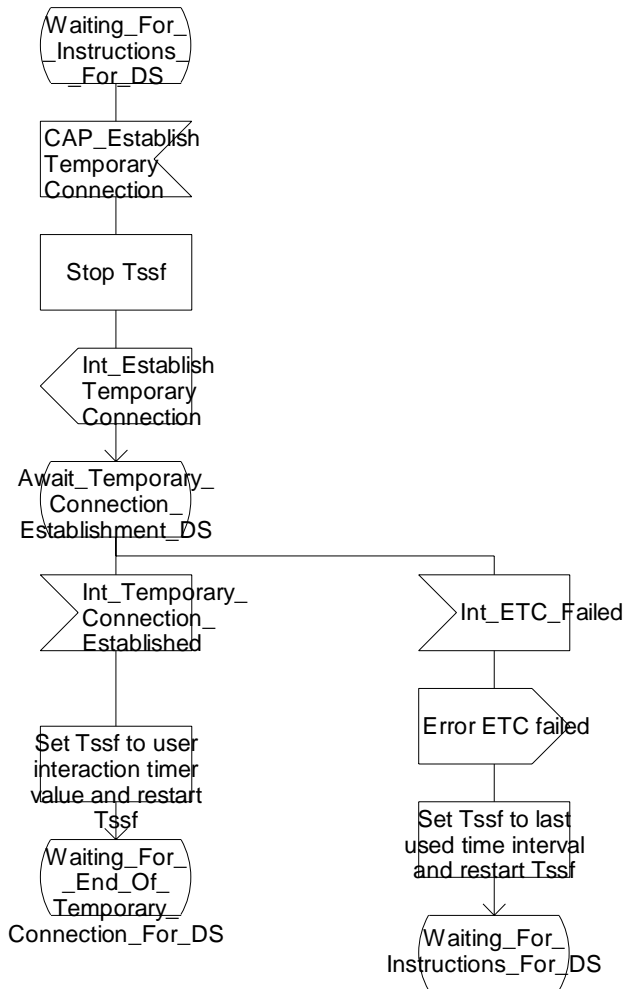 Waiting_For_
_Instructions_
_For_DS
CAP_Establish
Temporary
Connection
Stop Tssf
Int_Establish
Temporary
Connection
Await_Temporary_
Connection_
Establishment_DS
Int_Temporary_
Connection_
Established
Set Tssf to user
interaction timer
value and restart
Tssf
Waiting_For_
_End_Of_
Temporary_
Connection_For_DS
Int_ETC_Failed
Error ETC failed
Set Tssf to last
used time interval
and restart Tssf
Waiting_For_
Instructions_For_DS